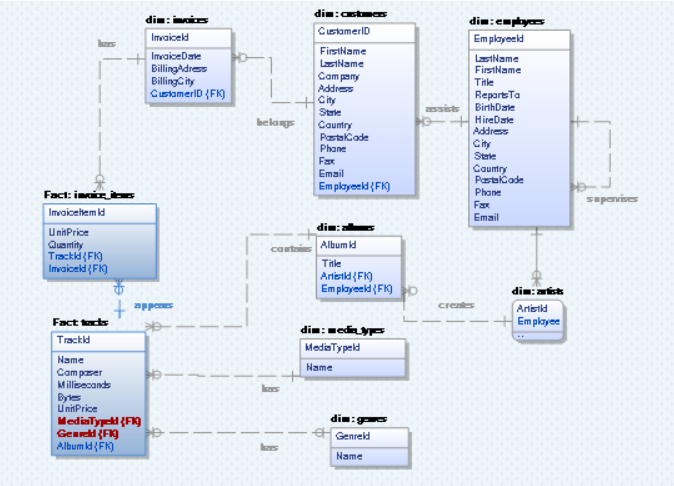 dim : invoices
InvoiceId
InvoiceDate
BillingAdress
BillingCity
CustomerID (FK)
has
dim : customers
CustomerID
FirstName
LastName
Company
Address
City
State
Country
PostalCode
Phone
Fax
Email
EmployeeId (FK)
belongs
assists
dim : employees
EmployeeId
LastName
FirstName
Title
ReportsTo
BirthDate
HireDate
Address
City
State
Country
PostalCode
Phone
Fax
Email
supervises
Fact: invoice_items
InvoiceItemId
UnitPrice
Quantity
TrackId (FK)
InvoiceId (FK)
appears
dim : albums
AlbumId
Title
ArtistId (FK)
EmployeeId (FK)
contains
creates
dim : artists
ArtistId
Employee
..
Fact: tracks
TrackId
Name
Composer
Milliseconds
Bytes
UnitPrice
MediaTypeId (FK)
GenreId (FK)
AlbumId (FK)
dim : media_types
MediaTypeId
Name
has
dim : genres
GenreId
Name
has